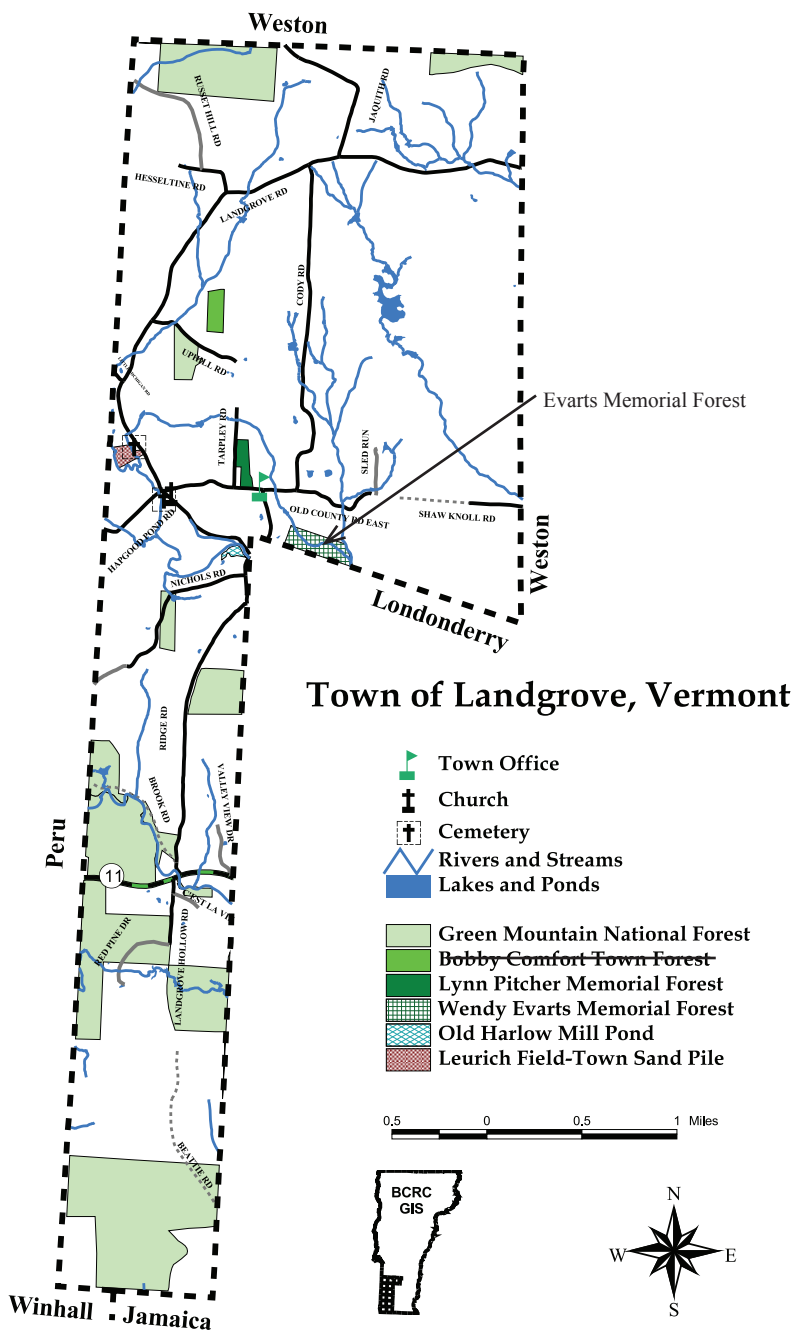 Weston
RUSSET HILL RD
JAQUITH RD
HESSELTINE RD
LANDGROVE RD
CODY RD
UPHILL RD
Evarts Memorial Forest
TARPLEY RD
SLED RUN
OLD COUNTY RD EAST
SHAW KNOLL RD
HAPGOOD POND RD
Weston
NICHOLS RD
Londonderry
Town of Landgrove, Vermont
RIDGE RD
Town Office
VALLEY VIEW DR
BROOK RD
Church
Cemetery
Peru
Rivers and Streams
11
Lakes and Ponds
C'EST LA VI
RED PINE DR
LANDGROVE HOLLOW RD
Green Mountain National Forest
Bobby Comfort Town Forest
Lynn Pitcher Memorial Forest
Wendy Evarts Memorial Forest
Old Harlow Mill Pond
Leurich Field-Town Sand Pile
0.5 0 0.5 1 Miles
BEATTIE RD
BCRC
GIS
N
W E
S
Winhall Jamaica